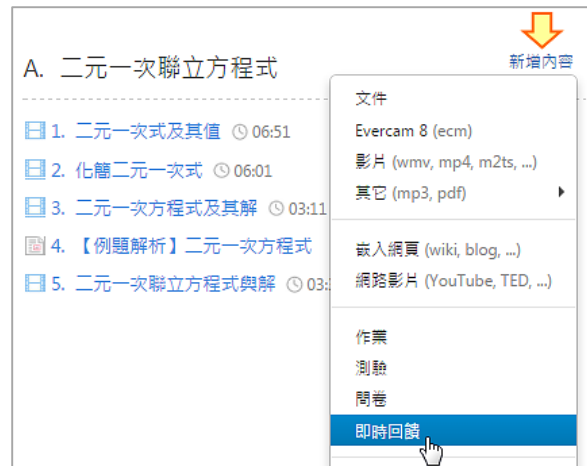 新增內容
A. 二元一次聯立方程式
1. 二元一次式及其值 06:51
2. 化簡二元一次式 06:01
3. 二元一次方程式及其解 03:11
4. 【例題解析】二元一次方程式
5. 二元一次聯立方程式與解 03:
文件
Evercam 8 (ecm)
影片 (wmv, mp4, m2ts, ...)
其它 (mp3, pdf)
嵌入網頁 (wiki, blog, ...)
網路影片 (YouTube, TED, ...)
作業
測驗
問卷
即時回饋